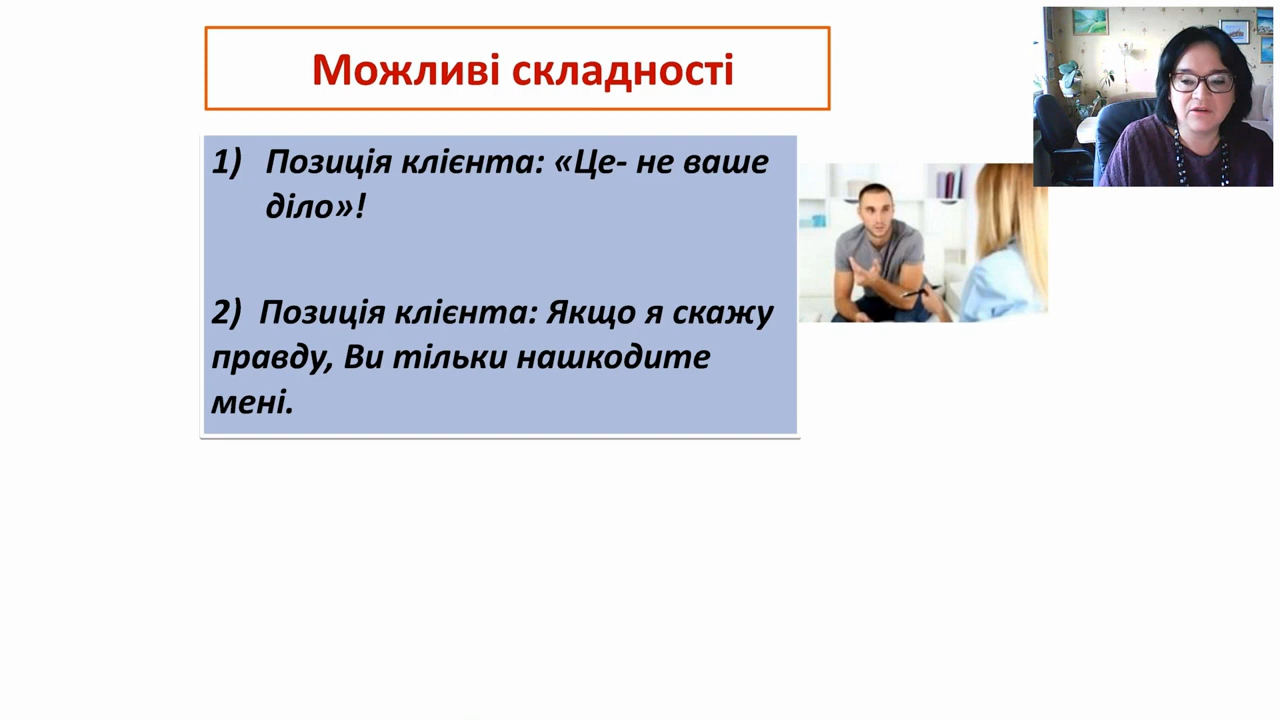 Можливі складності
1) Позиція клієнта: «Це- не ваше
діло»!
2) Позиція клієнта: Якщо я скажу
правду, Ви тільки нашкодите
мені.